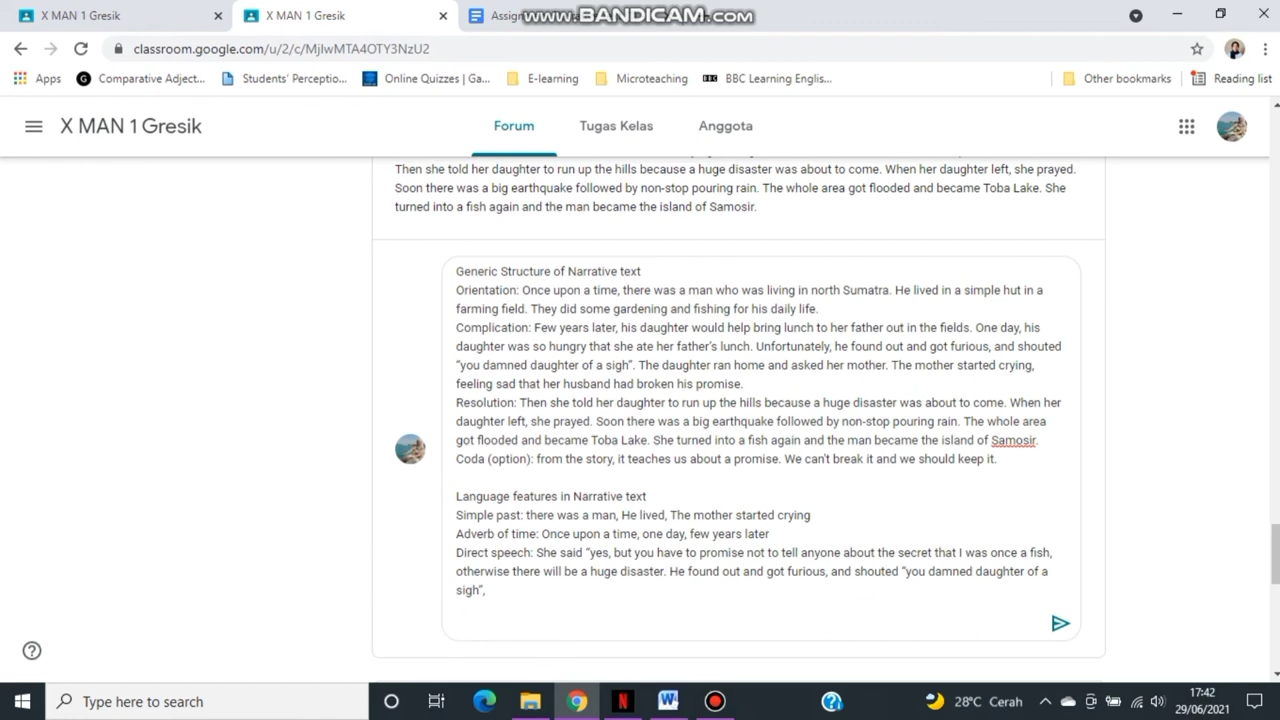 X MAN 1 Gresik
X MAN 1 Gresik
Assig
www.BANDICAM.com
classroom.google.com/u/2/c/MjIwMTA4OTY3NzU2
Apps
Comparative Adject...
Students' Perceptio...
Online Quizzes | Ga...
E-learning
Microteaching
BBC Learning Englis...
Other bookmarks
Reading list
X MAN 1 Gresik
Forum
Tugas Kelas
Anggota
Then she told her daughter to run up the hills because a huge disaster was about to come. When her daughter left, she prayed.
Soon there was a big earthquake followed by non-stop pouring rain. The whole area got flooded and became Toba Lake. She
turned into a fish again and the man became the island of Samosir.
Generic Structure of Narrative text
Orientation: Once upon a time, there was a man who was living in north Sumatra. He lived in a simple hut in a
farming field. They did some gardening and fishing for his daily life.
Complication: Few years later, his daughter would help bring lunch to her father out in the fields. One day, his
daughter was so hungry that she ate her father's lunch. Unfortunately, he found out and got furious, and shouted
“you damned daughter of a sigh”. The daughter ran home and asked her mother. The mother started crying,
feeling sad that her husband had broken his promise.
Resolution: Then she told her daughter to run up the hills because a huge disaster was about to come. When her
daughter left, she prayed. Soon there was a big earthquake followed by non-stop pouring rain. The whole area
got flooded and became Toba Lake. She turned into a fish again and the man became the island of Samosir.
Coda (option): from the story, it teaches us about a promise. We can't break it and we should keep it.
Language features in Narrative text
Simple past: there was a man, He lived, The mother started crying
Adverb of time: Once upon a time, one day, few years later
Direct speech: She said “yes, but you have to promise not to tell anyone about the secret that I was once a fish,
otherwise there will be a huge disaster. He found out and got furious, and shouted “you damned daughter of a
sigh”,
Type here to search
28°C Cerah
17:42
29/06/2021